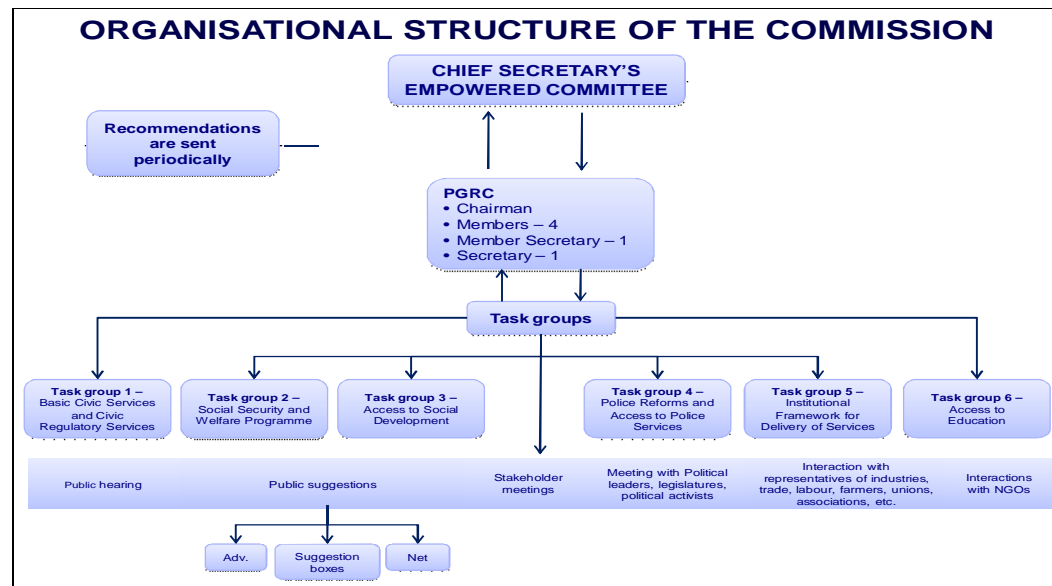 ORGANISATIONAL STRUCTURE OF THE COMMISSION
CHIEF SECRETARY'S
EMPOWERED COMMITTEE
Recommendations
are sent
periodically
PGRC
• Chairman
• Members – 4
• Member Secretary – 1
• Secretary – 1
Task groups
Task group 1 –
Basic Civic Services
and Civic
Regulatory Services
Task group 2 –
Social Security and
Welfare Programme
Task group 3 –
Access to Social
Development
Task group 4 –
Police Reforms and
Access to Police
Services
Task group 5 –
Institutional
Framework for
Delivery of Services
Task group 6 –
Access to
Education
Public hearing
Public suggestions
Stakeholder
meetings
Meeting with Political
leaders, legislatures,
political activists
Interaction with
representatives of industries,
trade, labour, farmers, unions,
associations, etc.
Interactions
with NGOs
Adv.
Suggestion
boxes
Net